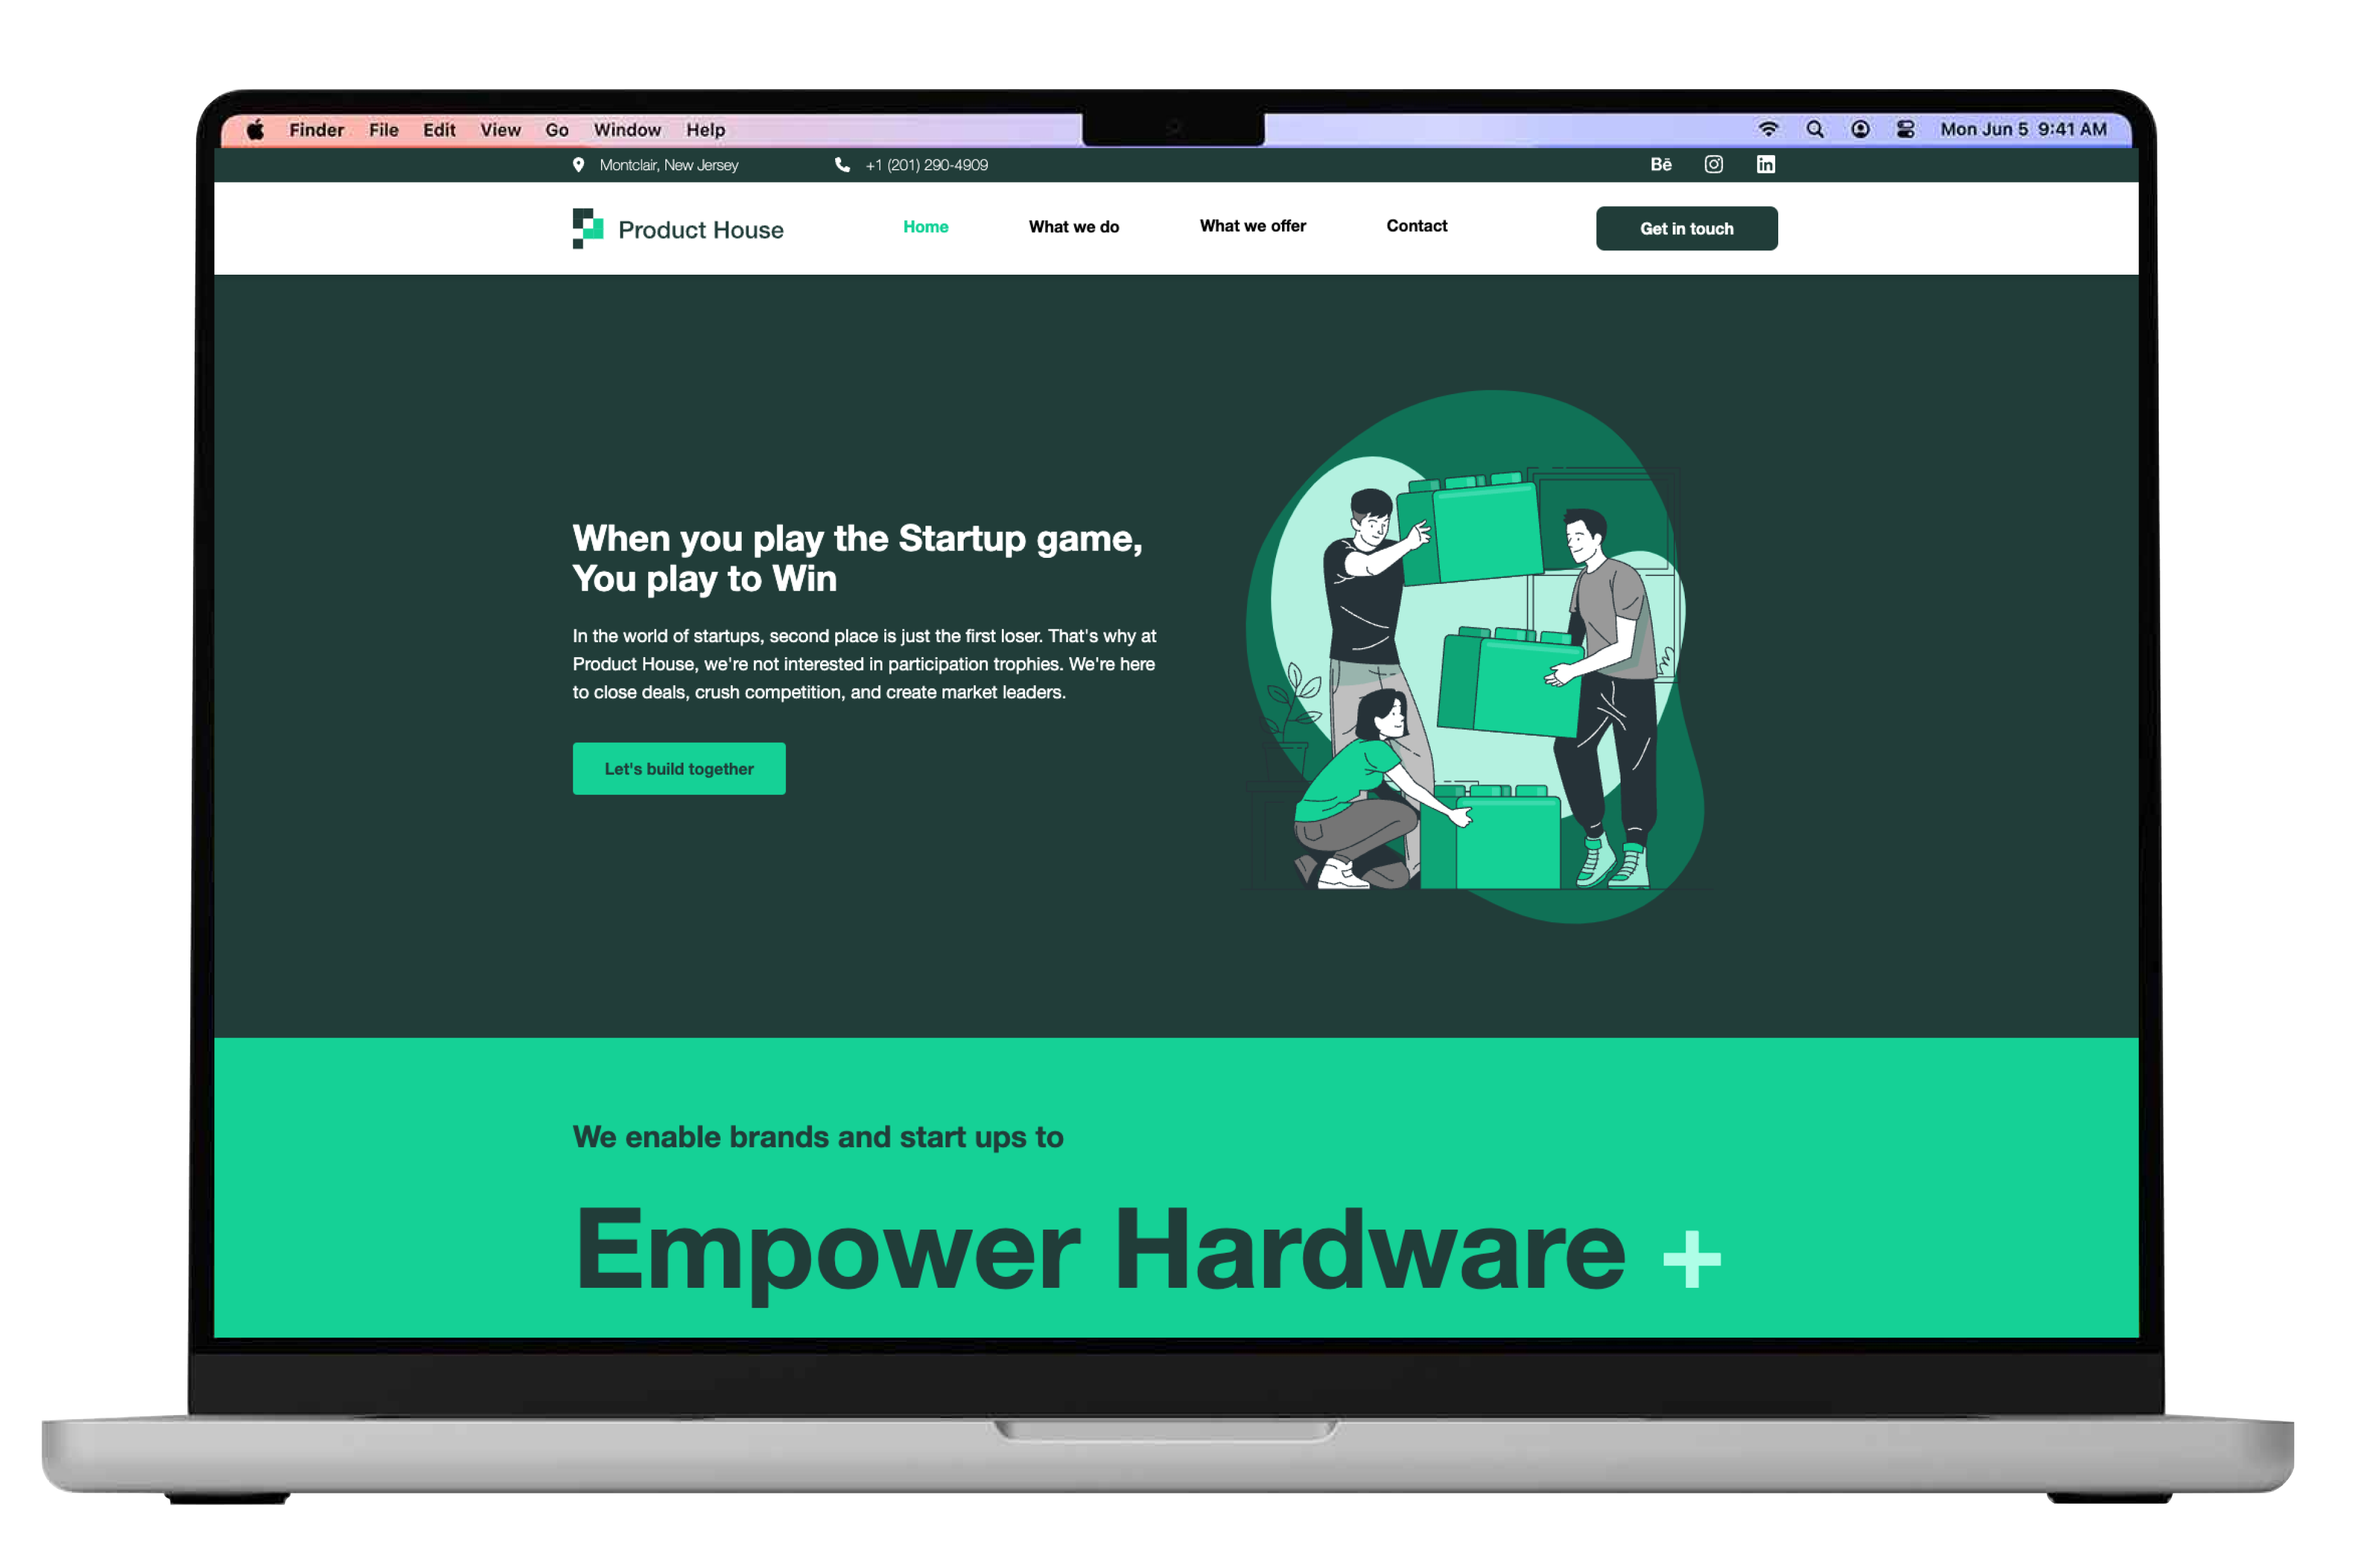 Finder File Edit View Go Window Help Mon Jun 5 9:41 AM
Montclair, New Jersey +1 (201) 290-4909 Bē in
Product House Home What we do What we offer Contact Get in touch
When you play the Startup game,
You play to Win
In the world of startups, second place is just the first loser. That's why at
Product House, we're not interested in participation trophies. We're here
to close deals, crush competition, and create market leaders.
Let's build together
We enable brands and start ups to
Empower Hardware +